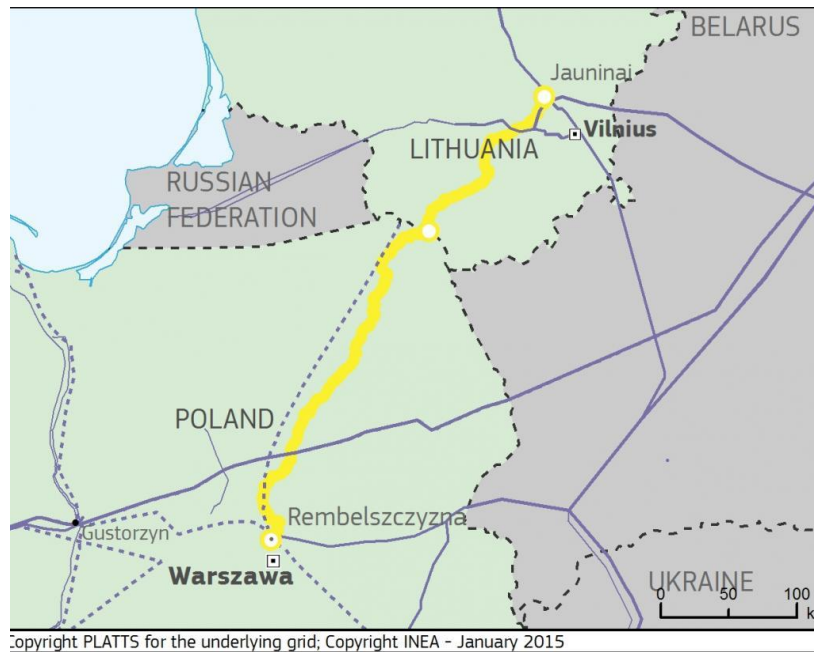 BELARUS
Jauninai
Vilnius
LITHUANIA
RUSSIAN
FEDERATION
POLAND
Rembelszczyzna
Gustorzyn
Warszawa
UKRAINE
0 50 100
k
Copyright PLATTS for the underlying grid; Copyright INEA - January 2015